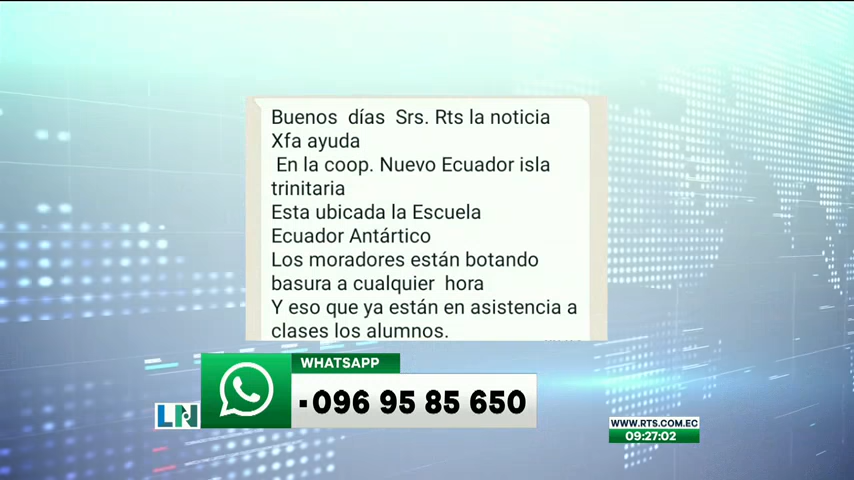 Buenos días Srs. Rts la noticia
Xfa ayuda
En la coop. Nuevo Ecuador isla
trinitaria
Esta ubicada la Escuela
Ecuador Antártico
Los moradores están botando
basura a cualquier hora
Y eso que ya están en asistencia a
clases los alumnos.
WHATSAPP
-096 95 85 650
LN
WWW.RTS.COM.EC
09:27:02